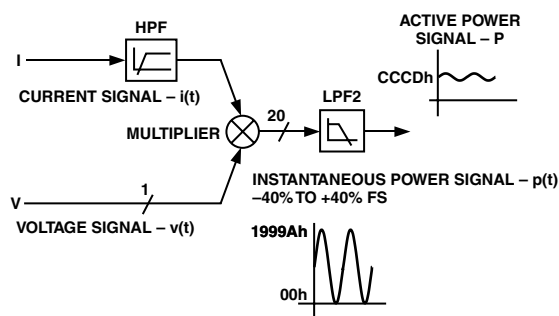 HPF
I
CURRENT SIGNAL – i(t)
MULTIPLIER
20
LPF2
ACTIVE POWER
SIGNAL – P
CCCDh
V
1
VOLTAGE SIGNAL – v(t)
INSTANTANEOUS POWER SIGNAL – p(t)
–40% TO +40% FS
1999Ah
00h